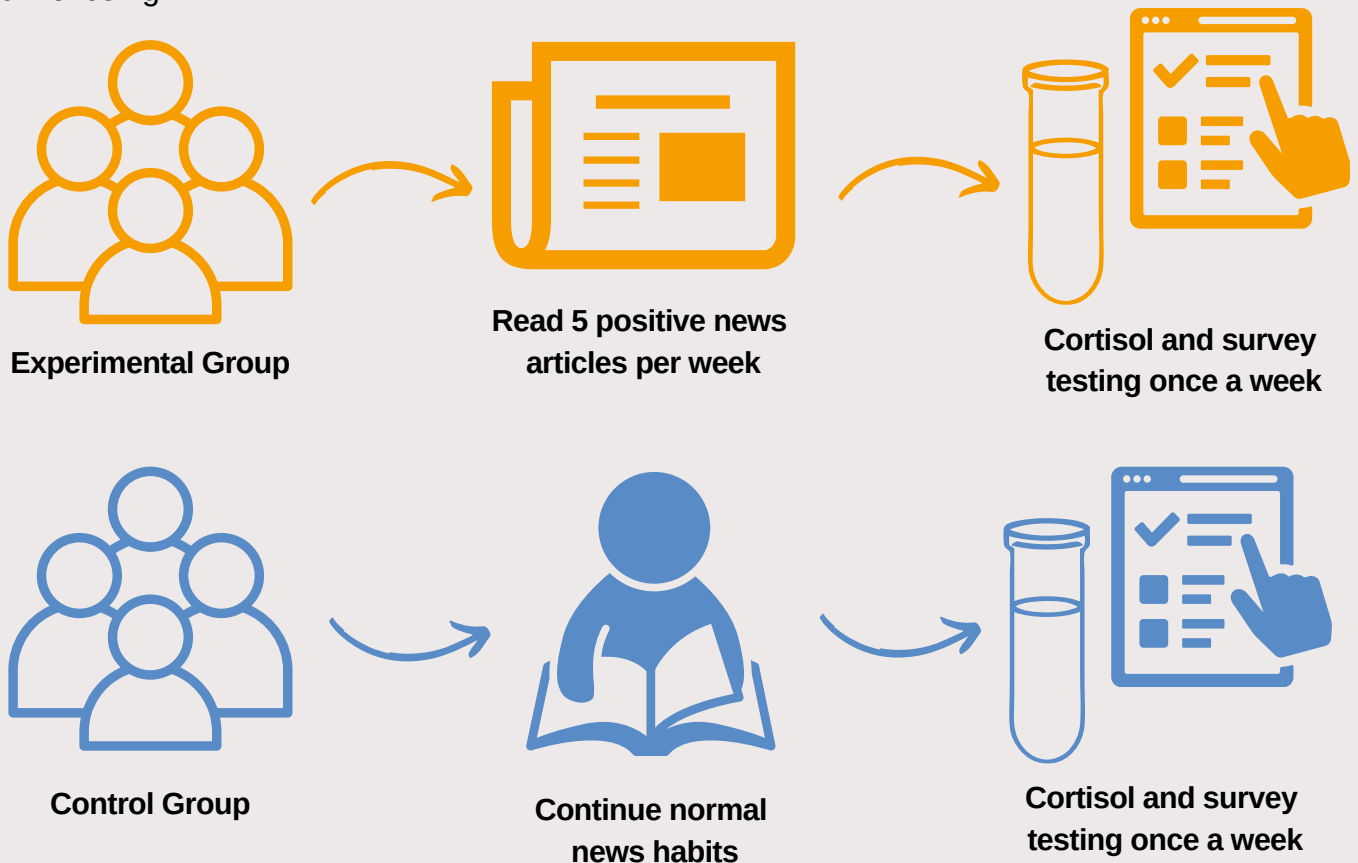 Experimental Group
Read 5 positive news
articles per week
Cortisol and survey
testing once a week
Control Group
Continue normal
news habits
Cortisol and survey
testing once a week